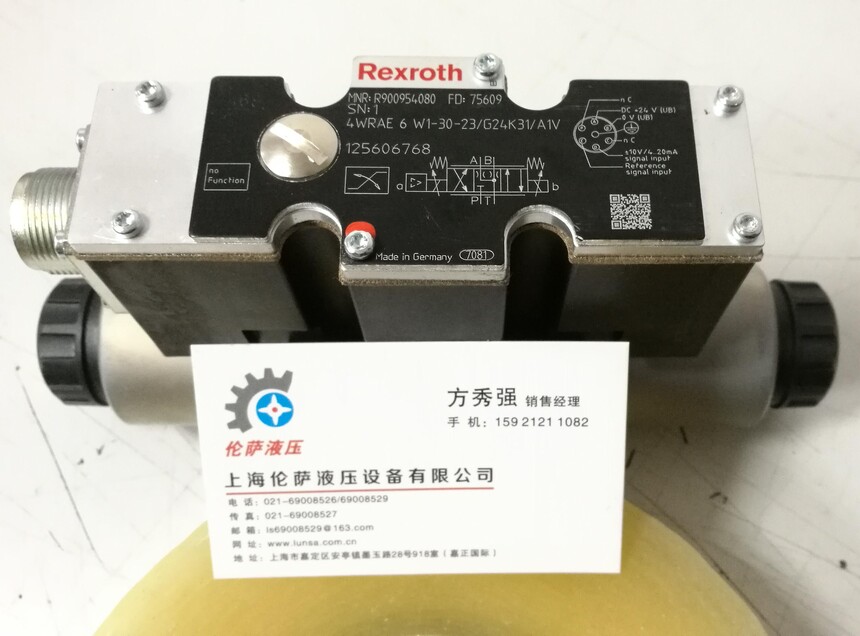 Rexroth
MNR: R900954080 FD: 75609
SN: 1
4WRAE 6 W1-30-23/G24K31/A1V
125606768
no
Function
a
A B
P T
b
n C
DC +24 V (UB)
0 V (UB)
n C
±10V/4...20mA
signal input
Reference
signal input
Made in Germany
7081
伦萨液压
方秀强 销售经理
手 机: 159 2121 1082
上海伦萨液压设备有限公司
电 话: 021-69008526/69008529
传 真: 021-69008527
邮 箱: ls69008529@163.com
网 址: www.lunsa.com.cn
地 址: 上海市嘉定区安亭镇墨玉路28号918室(嘉正国际)